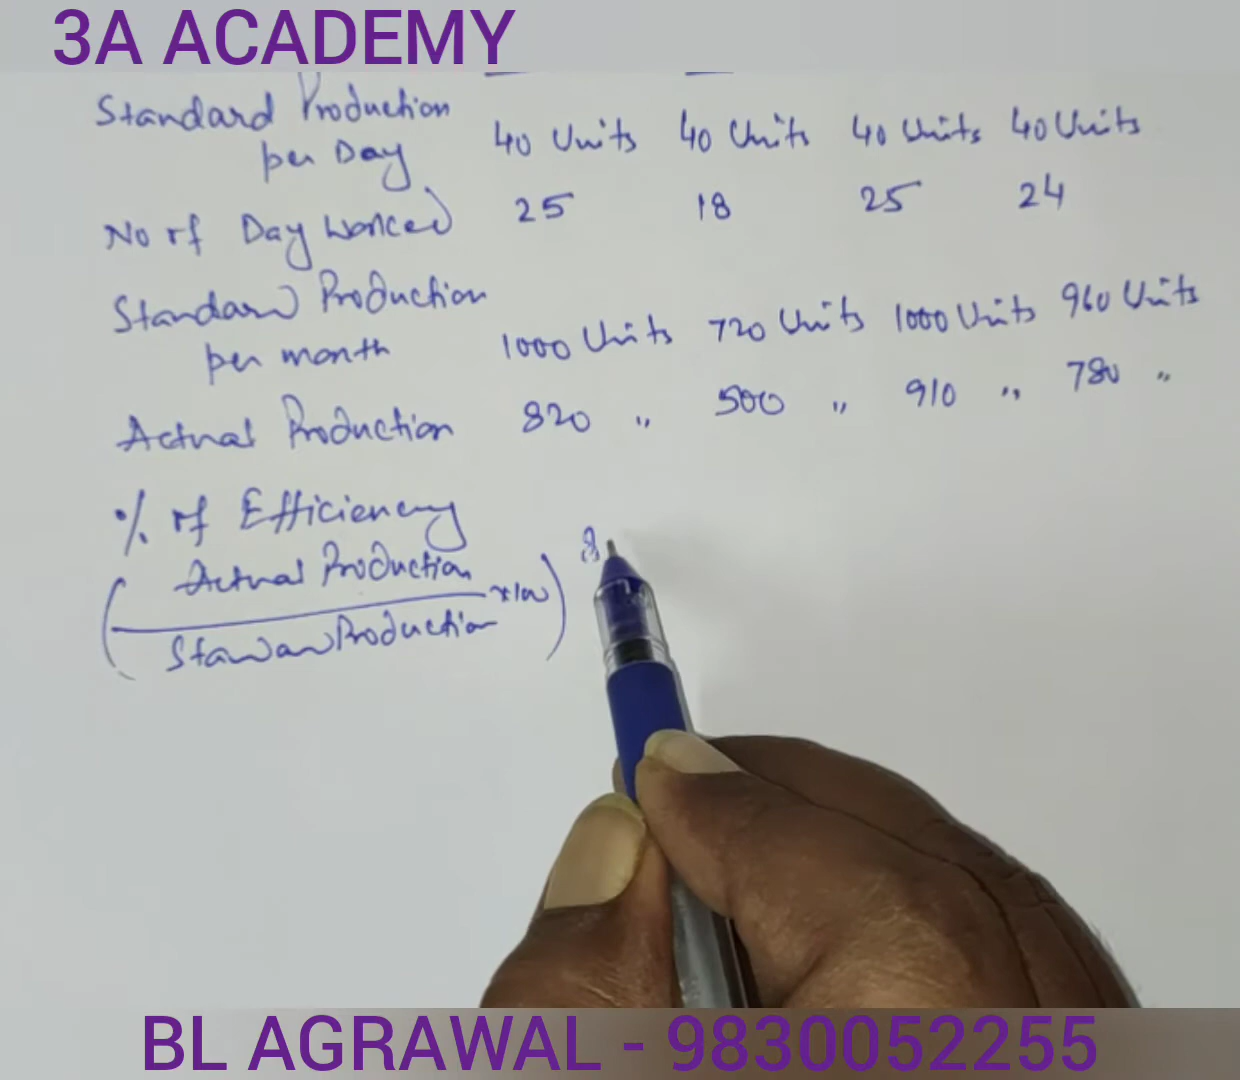 3A ACADEMY
Standard Production
per Day 40 Units 40 Units 40 Units 40 Units
No of Day Worked 25 18 25 24
Standard Production
per month 1000 Units 720 Units 1000 Units 960 Units
Actual Production 820 " 500 " 910 " 780 "
% of Efficiency
(Actual Production
Standard Production x100) 8
BL AGRAWAL - 9830052255